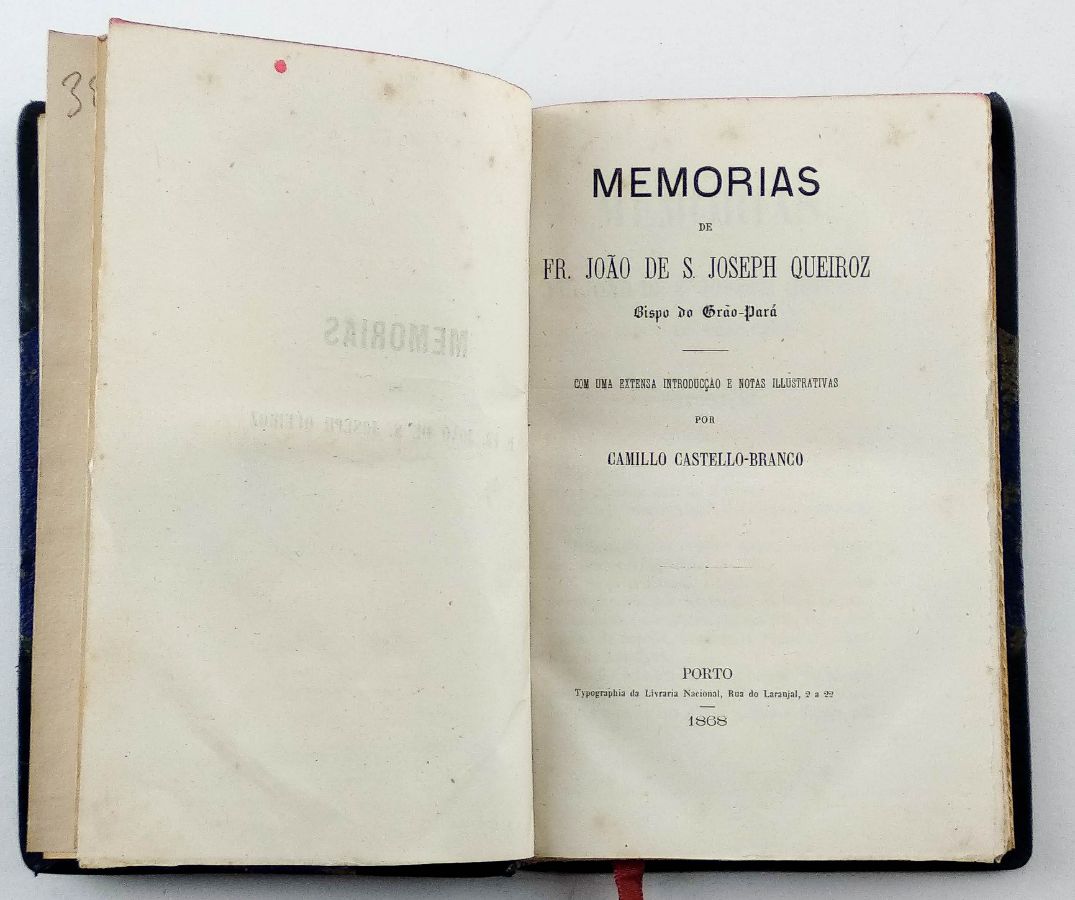 MEMORIAS
DE
FR. JOÃO DE S. JOSEPH QUEIROZ
Bispo do Grão-Pará
COM UMA EXTENSA INTRODUCÇÃO E NOTAS ILLUSTRATIVAS
POR
CAMILLO CASTELLO-BRANCO
PORTO
Typographia da Livraria Nacional, Rua do Laranjal, 2 a 22
1868